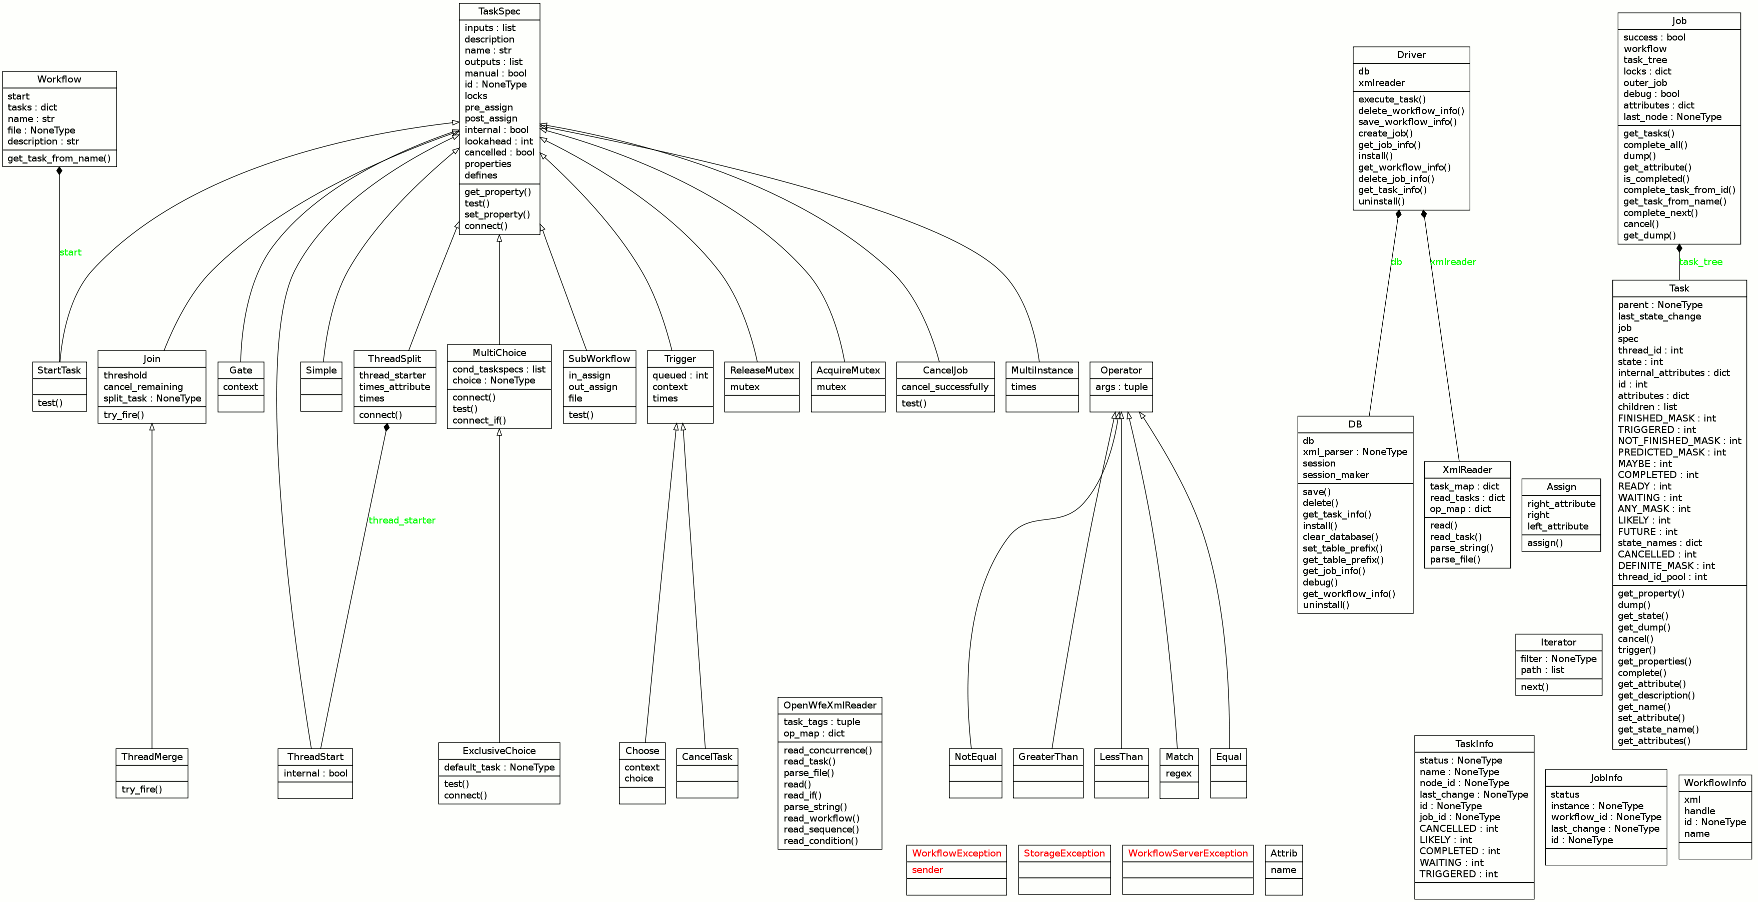 TaskSpec
inputs : list
description
name : str
outputs : list
manual : bool
id : NoneType
locks
pre_assign
post_assign
internal : bool
lookahead : int
cancelled : bool
properties
defines
get_property()
test()
set_property()
connect()
Workflow
start
tasks : dict
name : str
file : NoneType
description : str
get_task_from_name()
start
Driver
db
xmlreader
execute_task()
delete_workflow_info()
save_workflow_info()
create_job()
get_job_info()
install()
get_workflow_info()
delete_job_info()
get_task_info()
uninstall()
db
xmlreader
Job
success : bool
workflow
task_tree
locks : dict
outer_job
debug : bool
attributes : dict
last_node : NoneType
get_tasks()
complete_all()
dump()
get_attribute()
is_completed()
complete_task_from_id()
get_task_from_name()
complete_next()
cancel()
get_dump()
task_tree
Task
parent : NoneType
last_state_change
job
spec
thread_id : int
state : int
internal_attributes : dict
id : int
attributes : dict
children : list
FINISHED_MASK : int
TRIGGERED : int
NOT_FINISHED_MASK : int
PREDICTED_MASK : int
MAYBE : int
COMPLETED : int
READY : int
WAITING : int
ANY_MASK : int
LIKELY : int
FUTURE : int
state_names : dict
CANCELLED : int
DEFINITE_MASK : int
thread_id_pool : int
get_property()
dump()
get_state()
get_dump()
cancel()
trigger()
get_properties()
complete()
get_attribute()
get_description()
get_name()
set_attribute()
get_state_name()
get_attributes()
StartTask
test()
Join
threshold
cancel_remaining
split_task : NoneType
try_fire()
Gate
context
Simple
ThreadSplit
thread_starter
times_attribute
times
connect()
MultiChoice
cond_taskspecs : list
choice : NoneType
connect()
test()
connect_if()
SubWorkflow
in_assign
out_assign
file
test()
Trigger
queued : int
context
times
ReleaseMutex
mutex
AcquireMutex
mutex
CancelJob
cancel_successfully
test()
MultiInstance
times
Operator
args : tuple
DB
db
xml_parser : NoneType
session
session_maker
save()
delete()
get_task_info()
install()
clear_database()
set_table_prefix()
get_table_prefix()
get_job_info()
debug()
get_workflow_info()
uninstall()
XmlReader
task_map : dict
read_tasks : dict
op_map : dict
read()
read_task()
parse_string()
parse_file()
Assign
right_attribute
right
left_attribute
assign()
thread_starter
Iterator
filter : NoneType
path : list
next()
ThreadMerge
try_fire()
ThreadStart
internal : bool
ExclusiveChoice
default_task : NoneType
test()
connect()
Choose
context
choice
CancelTask
OpenWfeXmlReader
task_tags : tuple
op_map : dict
read_concurrence()
read_task()
parse_file()
read()
read_if()
parse_string()
read_workflow()
read_sequence()
read_condition()
NotEqual
GreaterThan
LessThan
Match
regex
Equal
TaskInfo
status : NoneType
name : NoneType
node_id : NoneType
last_change : NoneType
id : NoneType
job_id : NoneType
CANCELLED : int
LIKELY : int
COMPLETED : int
WAITING : int
TRIGGERED : int
JobInfo
status
instance : NoneType
workflow_id : NoneType
last_change : NoneType
id : NoneType
WorkflowInfo
xml
handle
id : NoneType
name
WorkflowException
sender
StorageException
WorkflowServerException
Attrib
name